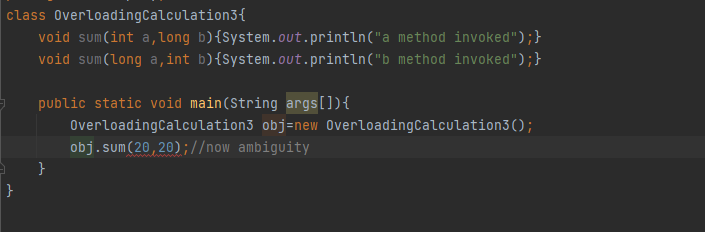 class OverloadingCalculation3{
void sum(int a,long b){System.out.println("a method invoked");}
void sum(long a,int b){System.out.println("b method invoked");}
public static void main(String args[]){
OverloadingCalculation3 obj=new OverloadingCalculation3();
obj.sum(20,20);//now ambiguity
}
}